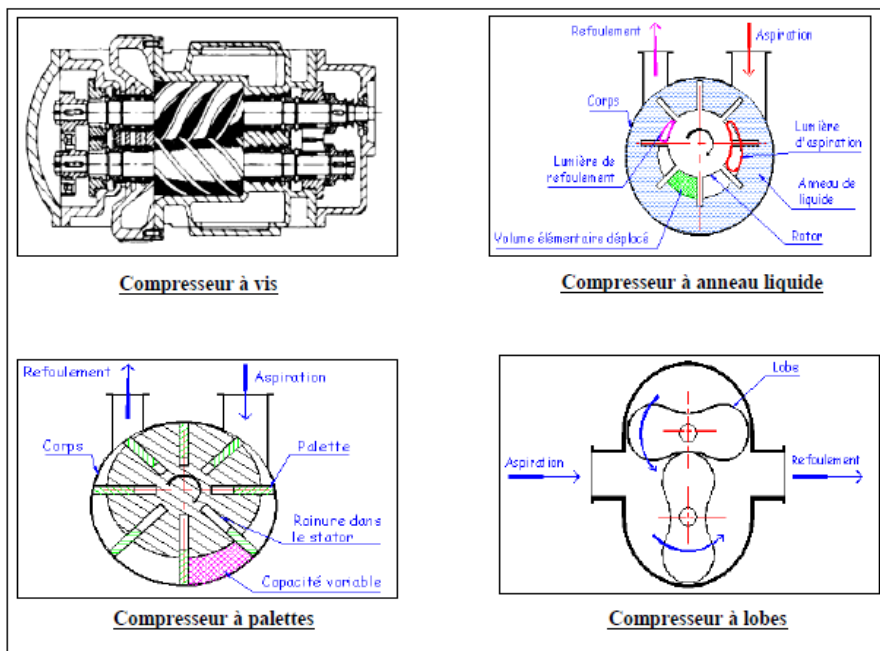 Compresseur à vis
Refoulement
Aspiration
Corps
Lumière
d'aspiration
Lumière de
refoulement
Anneau de
liquide
Volume élémentaire déplacé
Rotor
Compresseur à anneau liquide
Refoulement
Aspiration
Corps
Palette
Rainure dans
le stator
Capacité variable
Compresseur à palettes
Lobe
Aspiration
Refoulement
Compresseur à lobes